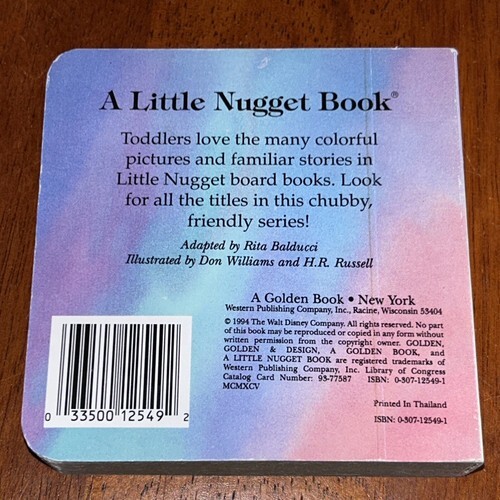 A Little Nugget Book®
Toddlers love the many colorful
pictures and familiar stories in
Little Nugget board books. Look
for all the titles in this chubby,
friendly series!
Adapted by Rita Balducci
Illustrated by Don Williams and H.R. Russell
A Golden Book • New York
Western Publishing Company, Inc., Racine, Wisconsin 53404
© 1994 The Walt Disney Company. All rights reserved. No part
of this book may be reproduced or copied in any form without
written permission from the copyright owner. GOLDEN,
GOLDEN & DESIGN, A GOLDEN BOOK, and
A LITTLE NUGGET BOOK are registered trademarks of
Western Publishing Company, Inc. Library of Congress
Catalog Card Number: 93-77587 ISBN: 0-307-12549-1
MCMXCV
Printed In Thailand
ISBN: 0-307-12549-1
0 33500 12549 2